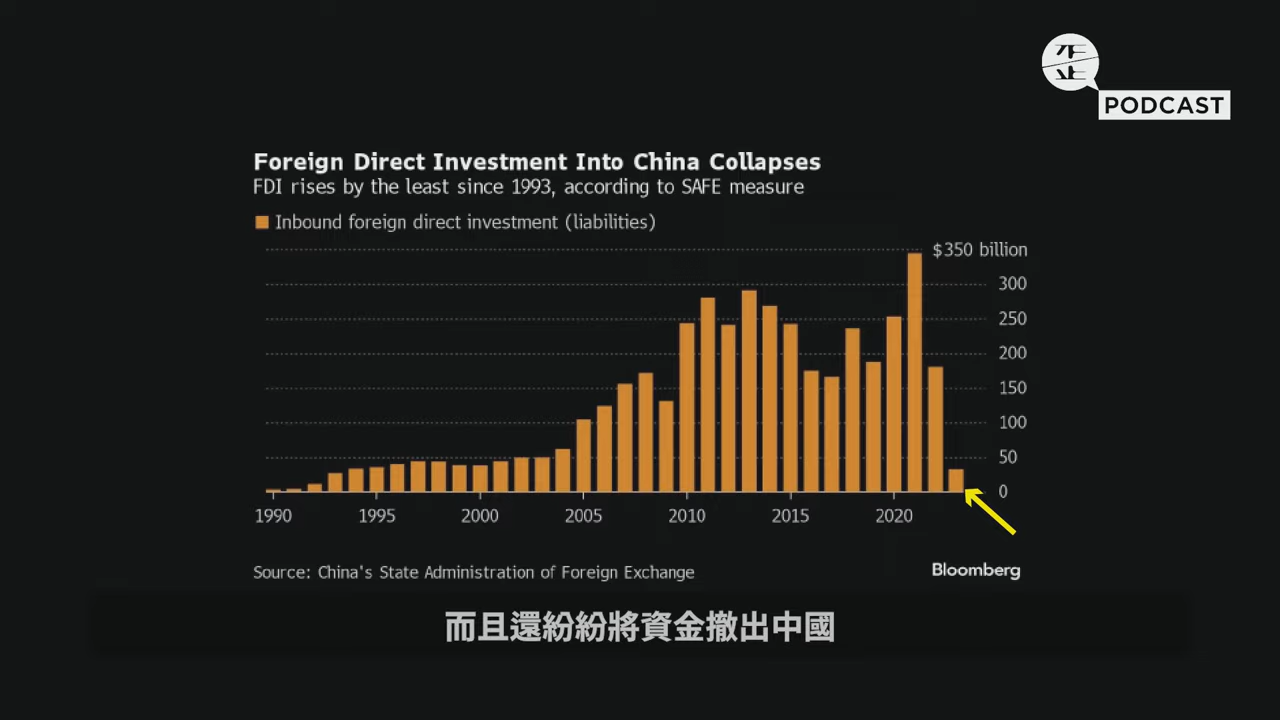 PODCAST
Foreign Direct Investment Into China Collapses
FDI rises by the least since 1993, according to SAFE measure
Inbound foreign direct investment (liabilities)
$350 billion
300
250
200
150
100
50
0
1990 1995 2000 2005 2010 2015 2020
Source: China's State Administration of Foreign Exchange
Bloomberg
而且還紛紛將資金撤出中國